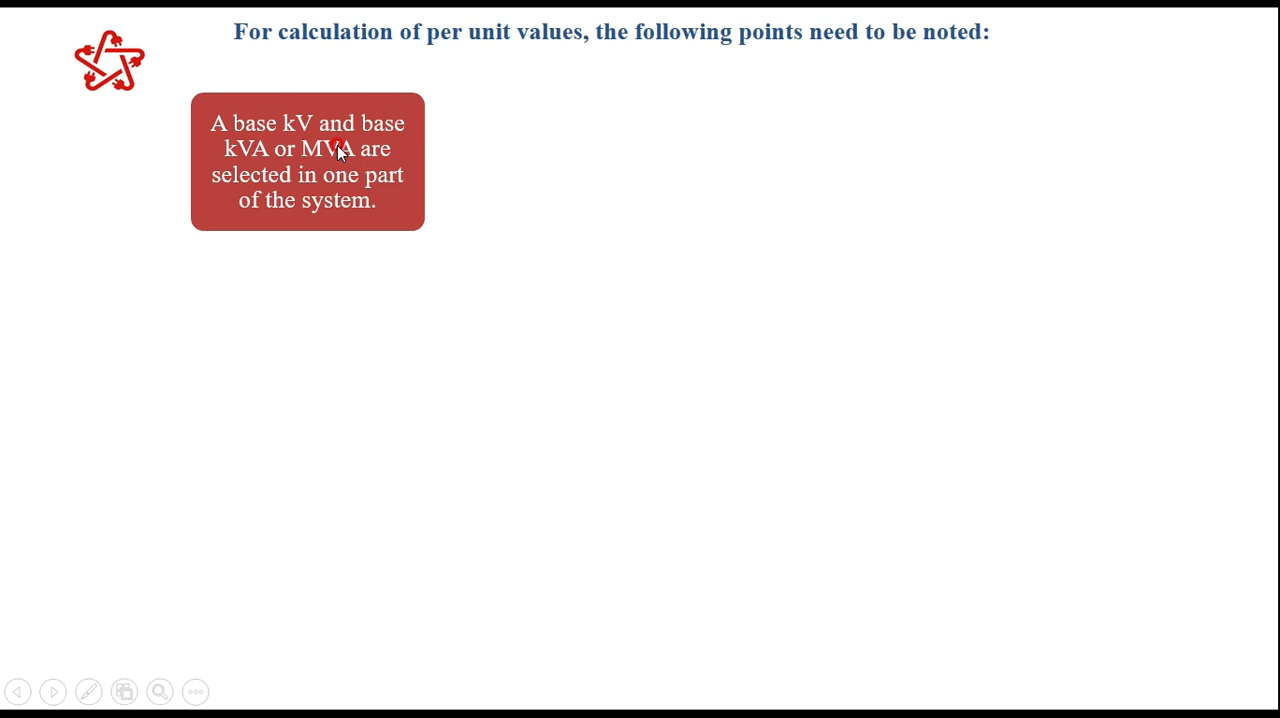 For calculation of per unit values, the following points need to be noted:
A base kV and base
kVA or MVA are
selected in one part
of the system.